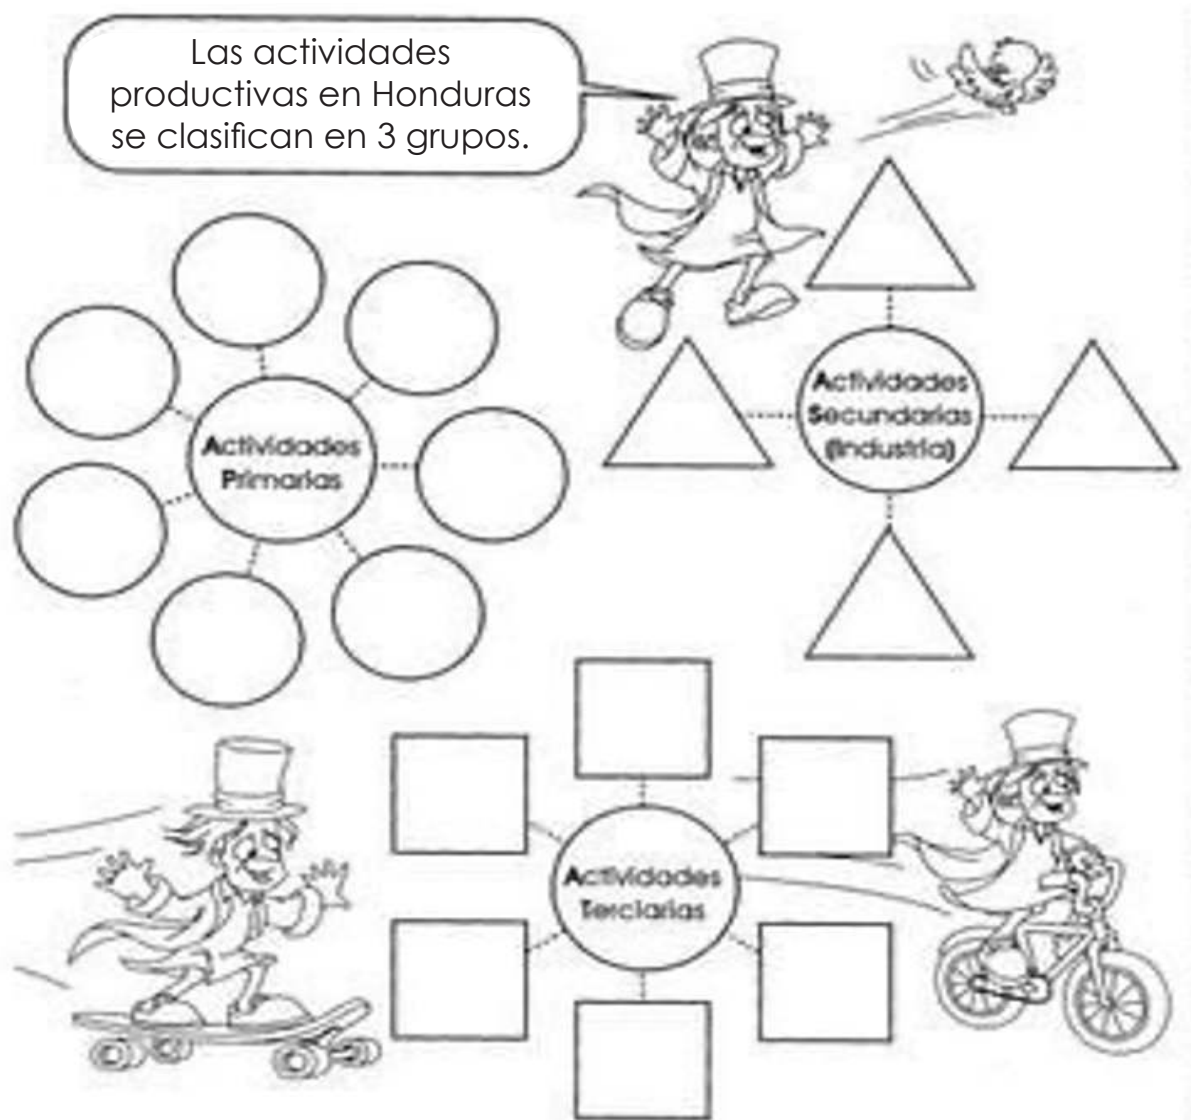 Las actividades
productivas en Honduras
se clasifican en 3 grupos.
Actividades
Primarias
Actividades
Secundarias
(Industria)
Actividades
Terciarias